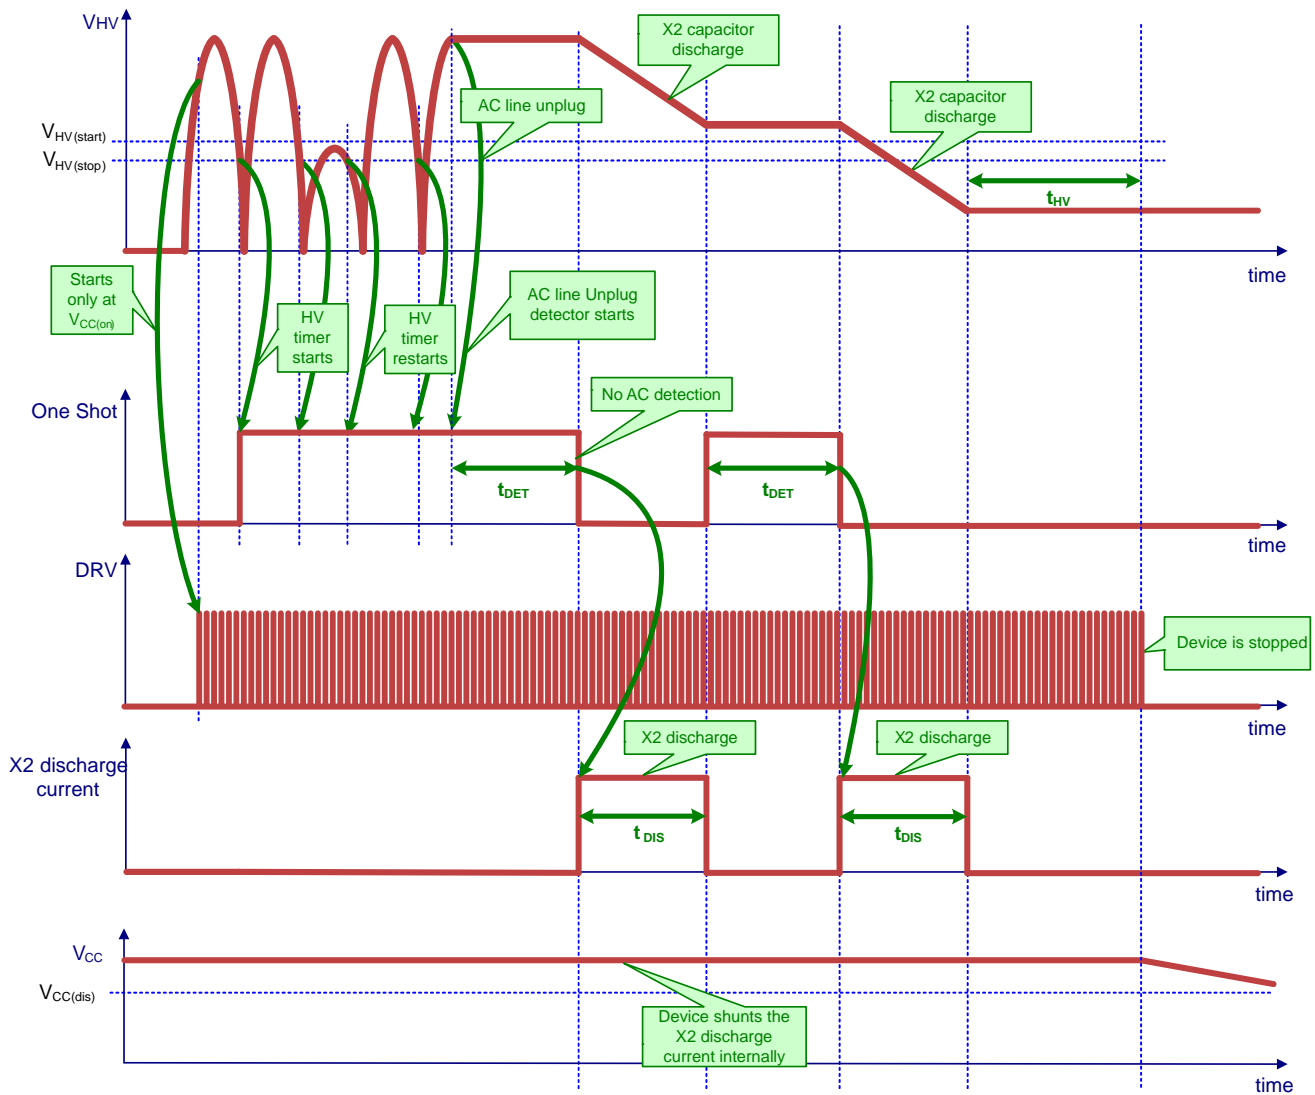 VHV
X2 capacitor
discharge
X2 capacitor
discharge
AC line unplug
VHV(start)
VHV(stop)
tHV
time
Starts
only at
VCC(on)
HV
timer
starts
HV
timer
restarts
AC line Unplug
detector starts
No AC detection
One Shot
tDET
tDET
time
DRV
Device is stopped
time
X2 discharge
X2 discharge
X2 discharge
current
t DIS
tDIS
time
VCC
VCC(dis)
Device shunts the
X2 discharge
current internally
time